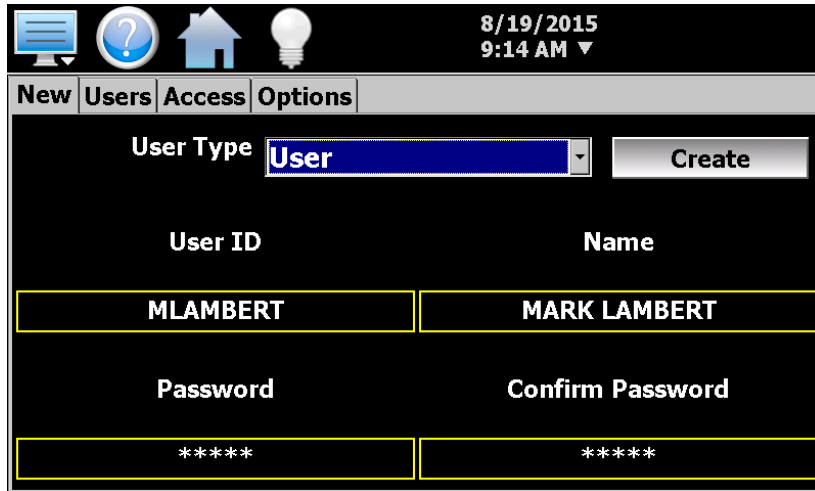 ?
8/19/2015
9:14 AM ▼
New Users Access Options
User Type User Create
User ID Name
MLAMBERT MARK LAMBERT
Password Confirm Password
***** *****